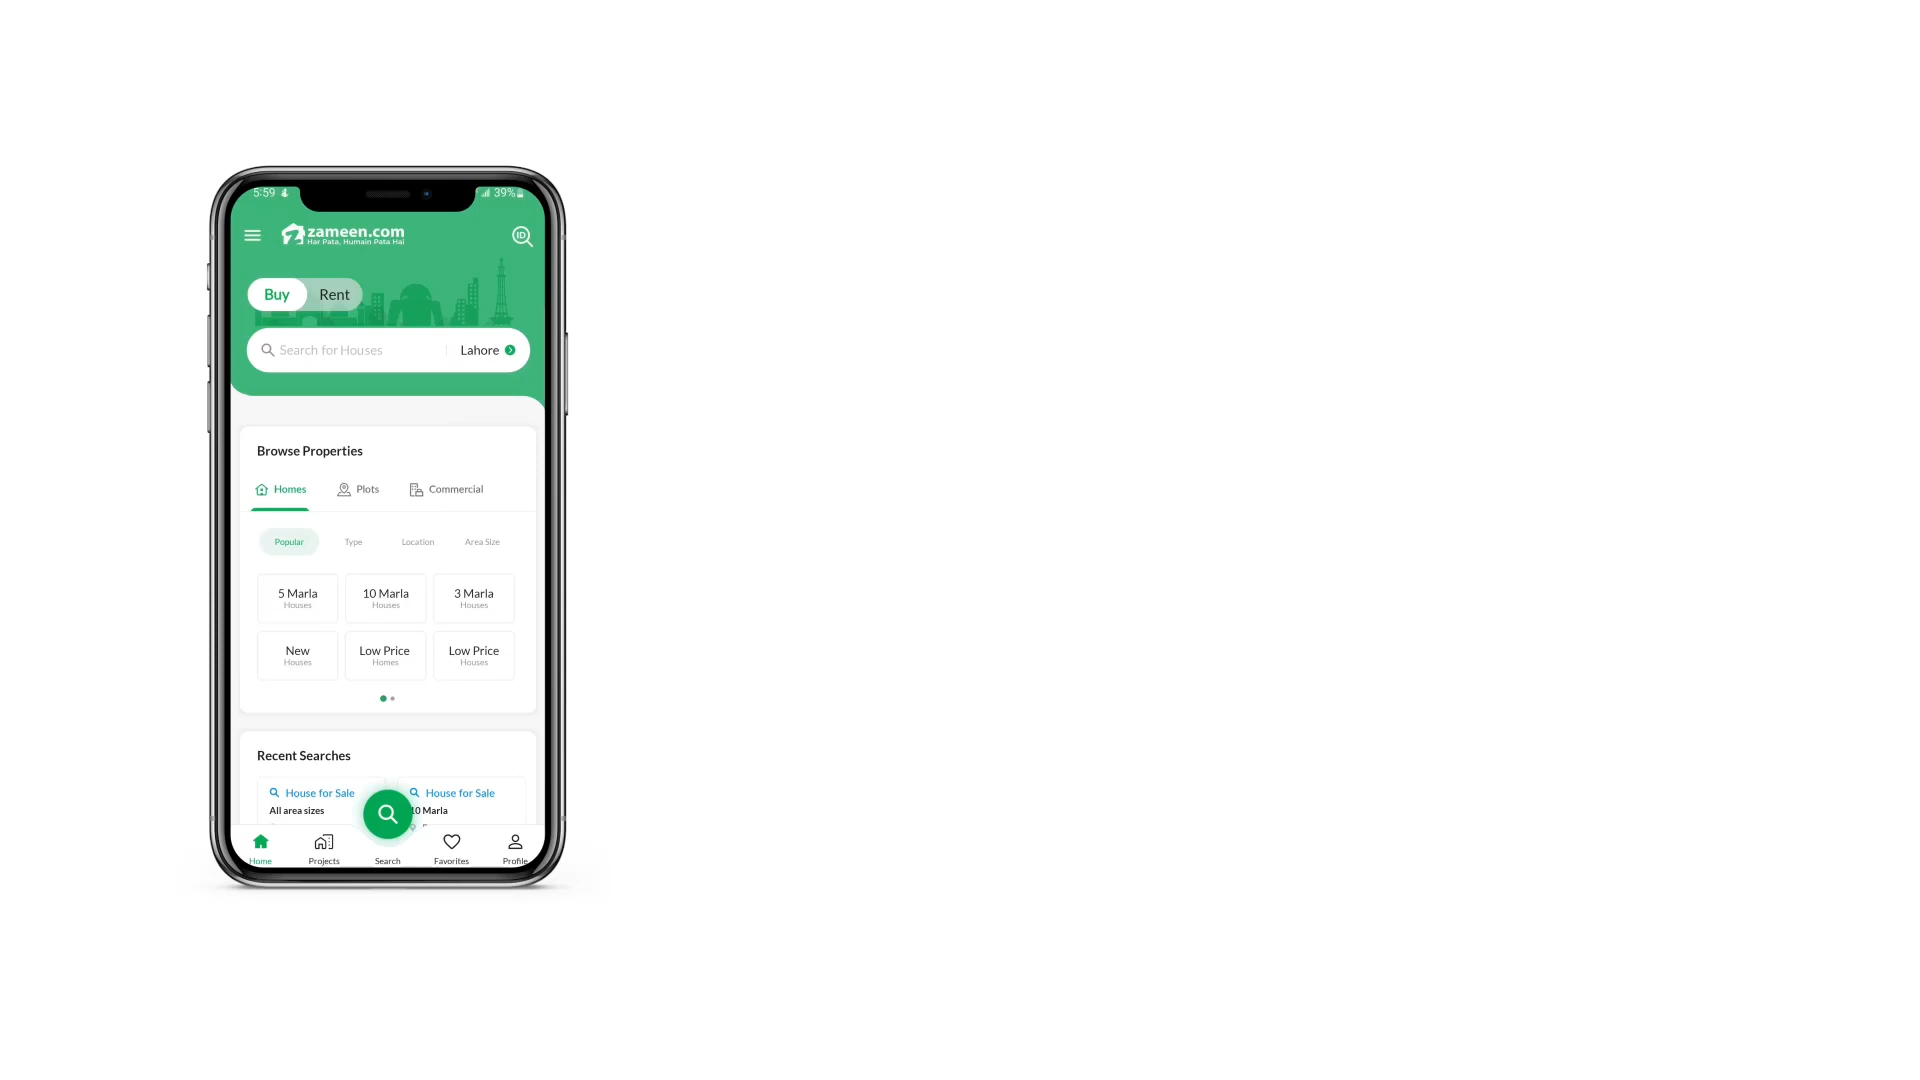 5:59
39%
zameen.com
Har Pata, Humain Pata Hai
ID
Buy
Rent
Search for Houses
Lahore
Browse Properties
Homes
Plots
Commercial
Popular
Type
Location
Area Size
5 Marla
Houses
10 Marla
Houses
3 Marla
Houses
New
Houses
Low Price
Homes
Low Price
Houses
Recent Searches
House for Sale
All area sizes
House for Sale
10 Marla
Home
Projects
Search
Favorites
Profile